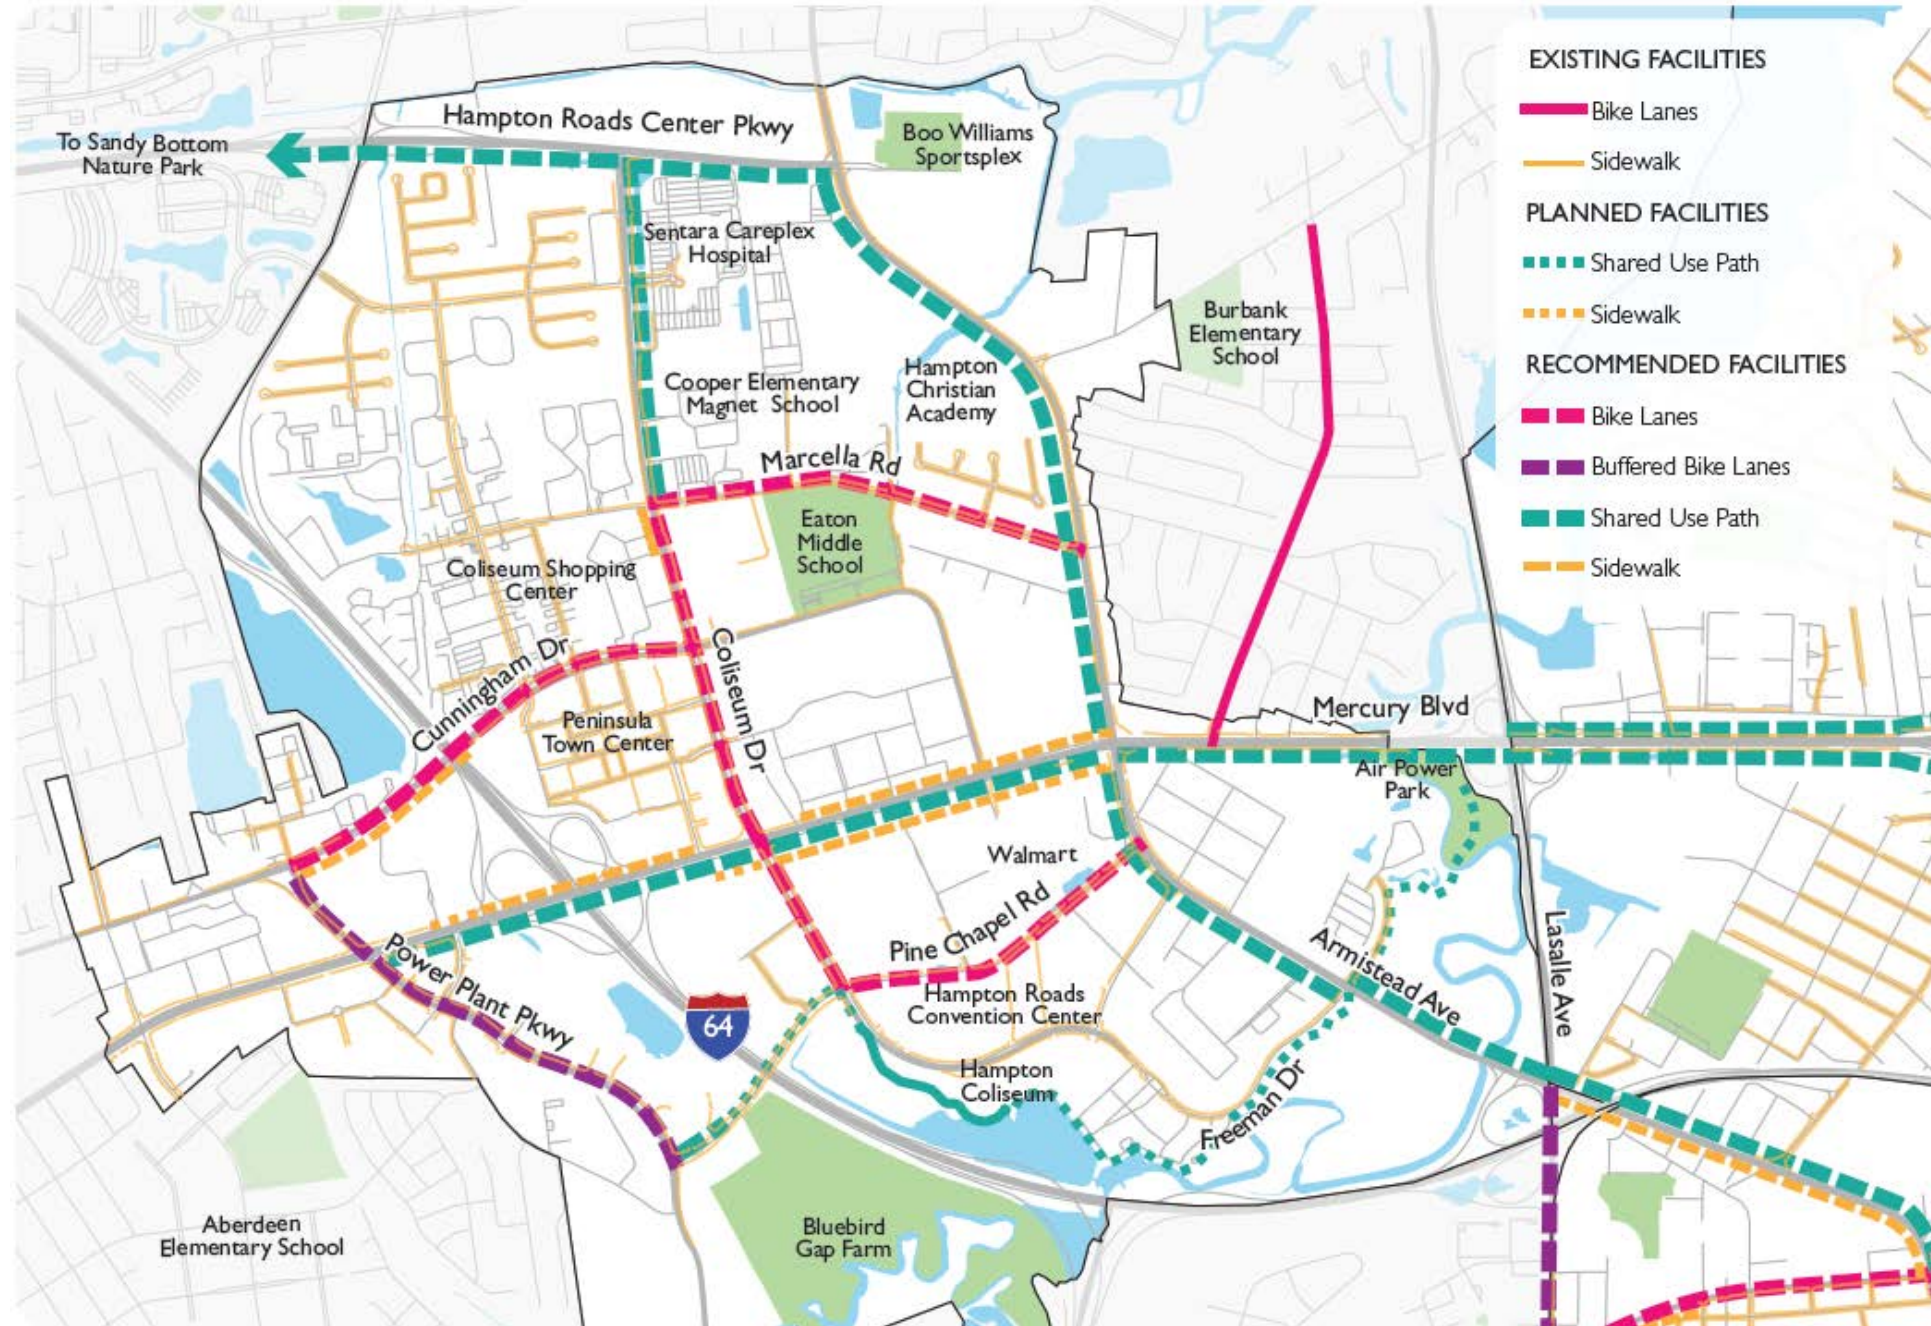 EXISTING FACILITIES
Bike Lanes
Sidewalk
PLANNED FACILITIES
Shared Use Path
Sidewalk
RECOMMENDED FACILITIES
Bike Lanes
Buffered Bike Lanes
Shared Use Path
Sidewalk
Hampton Roads Center Pkwy
To Sandy Bottom
Nature Park
Boo Williams
Sportsplex
Sentara Careplex
Hospital
Burbank
Elementary
School
Cooper Elementary
Magnet School
Hampton
Christian
Academy
Marcella Rd
Eaton
Middle
School
Coliseum Shopping
Center
Cunningham Dr
Coliseum Dr
Peninsula
Town Center
Mercury Blvd
Air Power
Park
Walmart
Pine Chapel Rd
Power Plant Pkwy
Armistead Ave
Lasalle Ave
Hampton Roads
Convention Center
64
Hampton
Coliseum
Freeman Dr
Aberdeen
Elementary School
Bluebird
Gap Farm